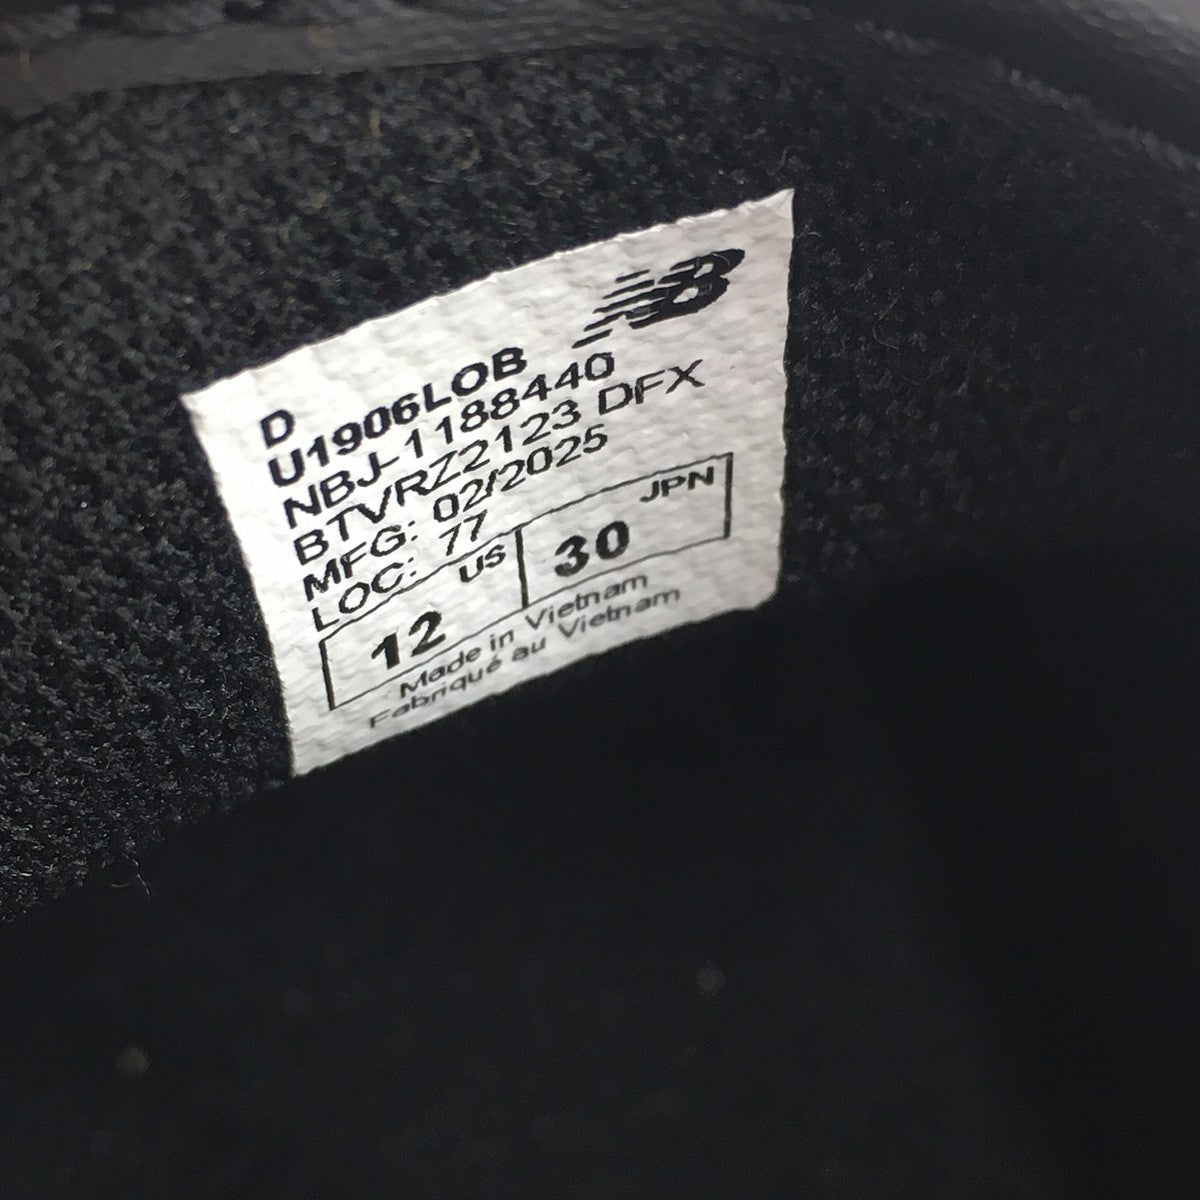 NB
D
U1906LOB
NBJ-1188440
BTVRZ2123 DFX
MFG: 02/2025
LOC: 77
12 US 30 JPN
Made in Vietnam
Fabriqué au Vietnam